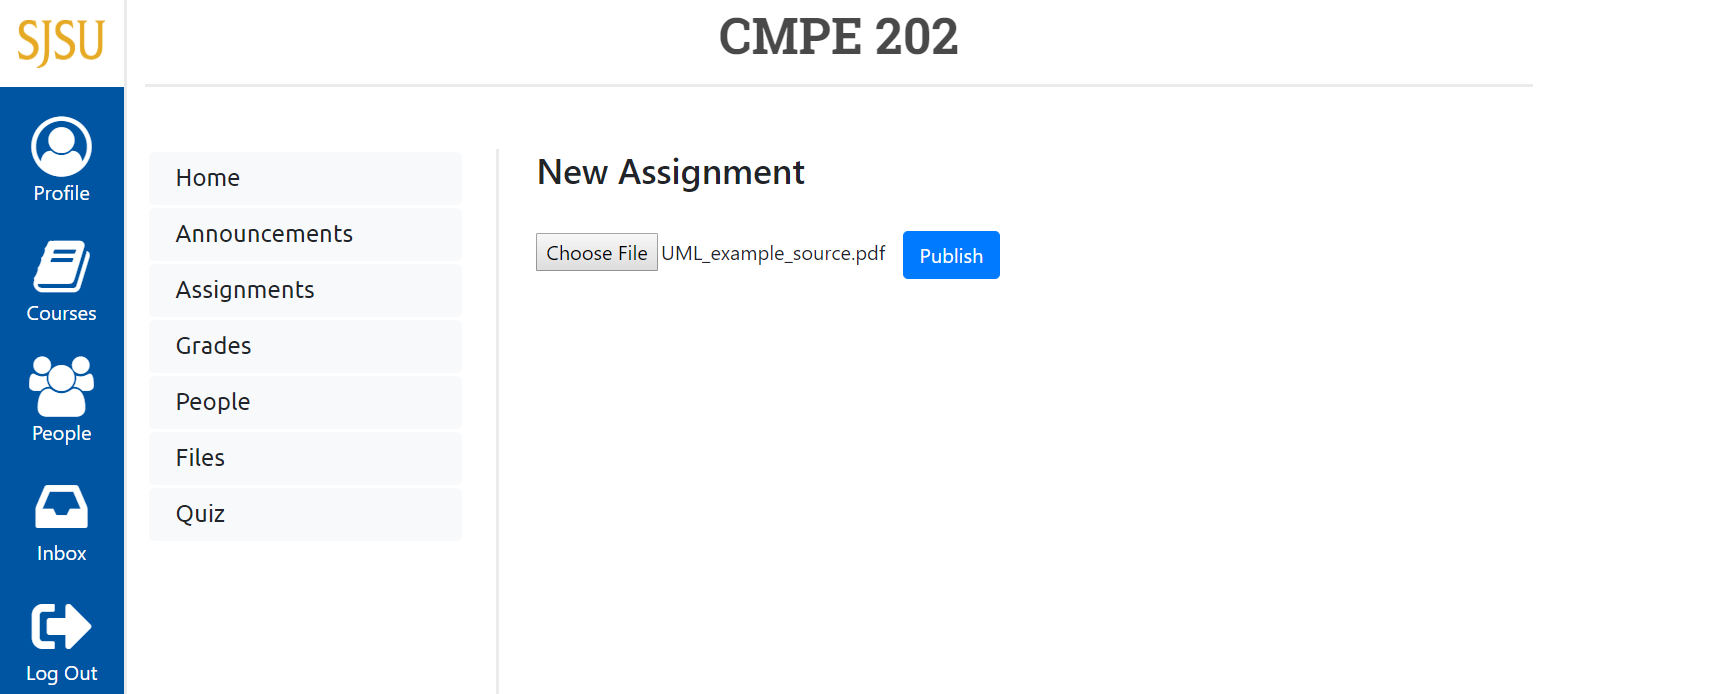 SJSU
CMPE 202
Profile
Courses
People
Inbox
Log Out
Home
Announcements
Assignments
Grades
People
Files
Quiz
New Assignment
Choose File UML_example_source.pdf Publish